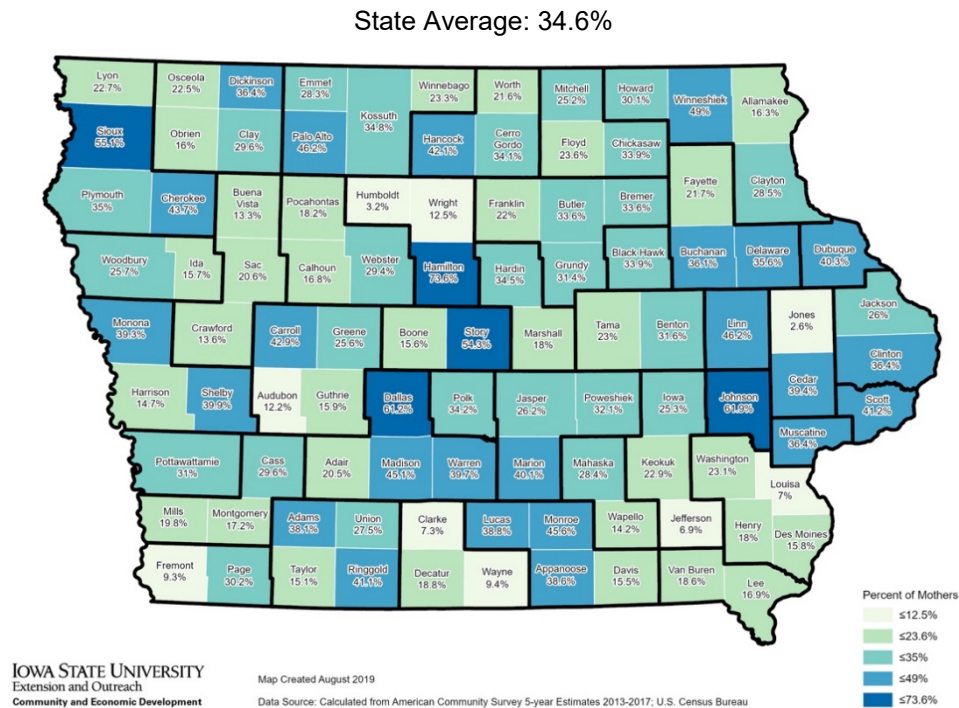 State Average: 34.6%
Lyon
22.7%
Osceola
22.5%
Dickinson
36.4%
Emmet
28.3%
Kossuth
34.8%
Winnebago
23.3%
Worth
21.6%
Mitchell
25.2%
Howard
30.1%
Winneshiek
49%
Allamakee
16.3%
Sioux
55.1%
Obrien
16%
Clay
29.6%
Palo Alto
46.2%
Hancock
42.1%
Cerro
Gordo
34.1%
Floyd
23.6%
Chickasaw
33.9%
Fayette
21.7%
Clayton
28.5%
Plymouth
35%
Cherokee
43.7%
Buena
Vista
13.3%
Pocahontas
18.2%
Humboldt
3.2%
Wright
12.5%
Franklin
22%
Butler
33.6%
Bremer
33.6%
Woodbury
25.7%
Ida
15.7%
Sac
20.6%
Calhoun
16.8%
Webster
29.4%
Hamilton
73.6%
Hardin
34.5%
Grundy
31.4%
Black Hawk
33.9%
Buchanan
36.1%
Delaware
35.6%
Dubuque
40.3%
Monona
39.3%
Crawford
13.6%
Carroll
42.9%
Greene
25.6%
Boone
15.6%
Story
54.3%
Marshall
18%
Tama
23%
Benton
31.6%
Linn
46.2%
Jones
2.6%
Jackson
26%
Clinton
36.4%
Harrison
14.7%
Shelby
39.9%
Audubon
12.2%
Guthrie
15.9%
Dallas
61.2%
Polk
34.2%
Jasper
26.2%
Poweshiek
32.1%
Iowa
25.3%
Johnson
61.9%
Cedar
39.4%
Scott
41.2%
Muscatine
36.4%
Pottawattamie
31%
Cass
29.6%
Adair
20.5%
Madison
45.1%
Warren
39.7%
Marion
40.1%
Mahaska
28.4%
Keokuk
22.9%
Washington
23.1%
Louisa
7%
Mills
19.8%
Montgomery
17.2%
Adams
38.1%
Union
27.5%
Clarke
7.3%
Lucas
38.8%
Monroe
45.6%
Wapello
14.2%
Jefferson
6.9%
Henry
18%
Des Moines
15.8%
Fremont
9.3%
Page
30.2%
Taylor
15.1%
Ringgold
41.1%
Decatur
18.8%
Wayne
9.4%
Appanoose
38.6%
Davis
15.5%
Van Buren
18.6%
Lee
16.9%
Percent of Mothers
≤12.5%
≤23.6%
≤35%
≤49%
≤73.6%
IOWA STATE UNIVERSITY
Extension and Outreach
Community and Economic Development
Map Created August 2019
Data Source: Calculated from American Community Survey 5-year Estimates 2013-2017; U.S. Census Bureau